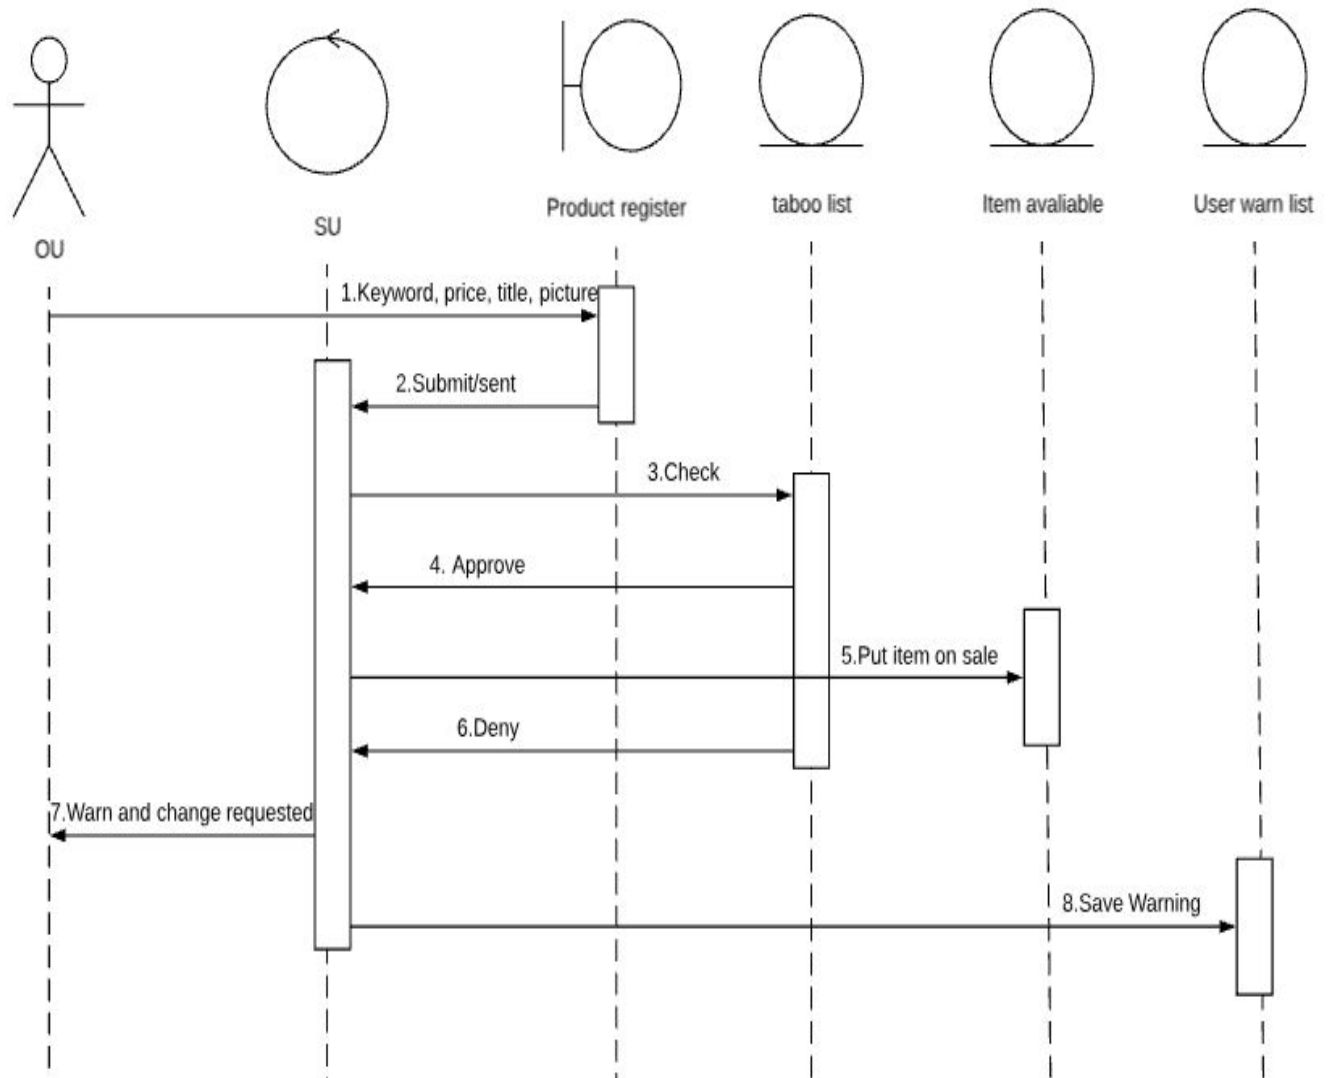 Product register
taboo list
Item avaliable
User warn list
SU
OU
1.Keyword, price, title, picture
2.Submit/sent
3.Check
4. Approve
5.Put item on sale
6.Deny
7.Warn and change requested
8.Save Warning